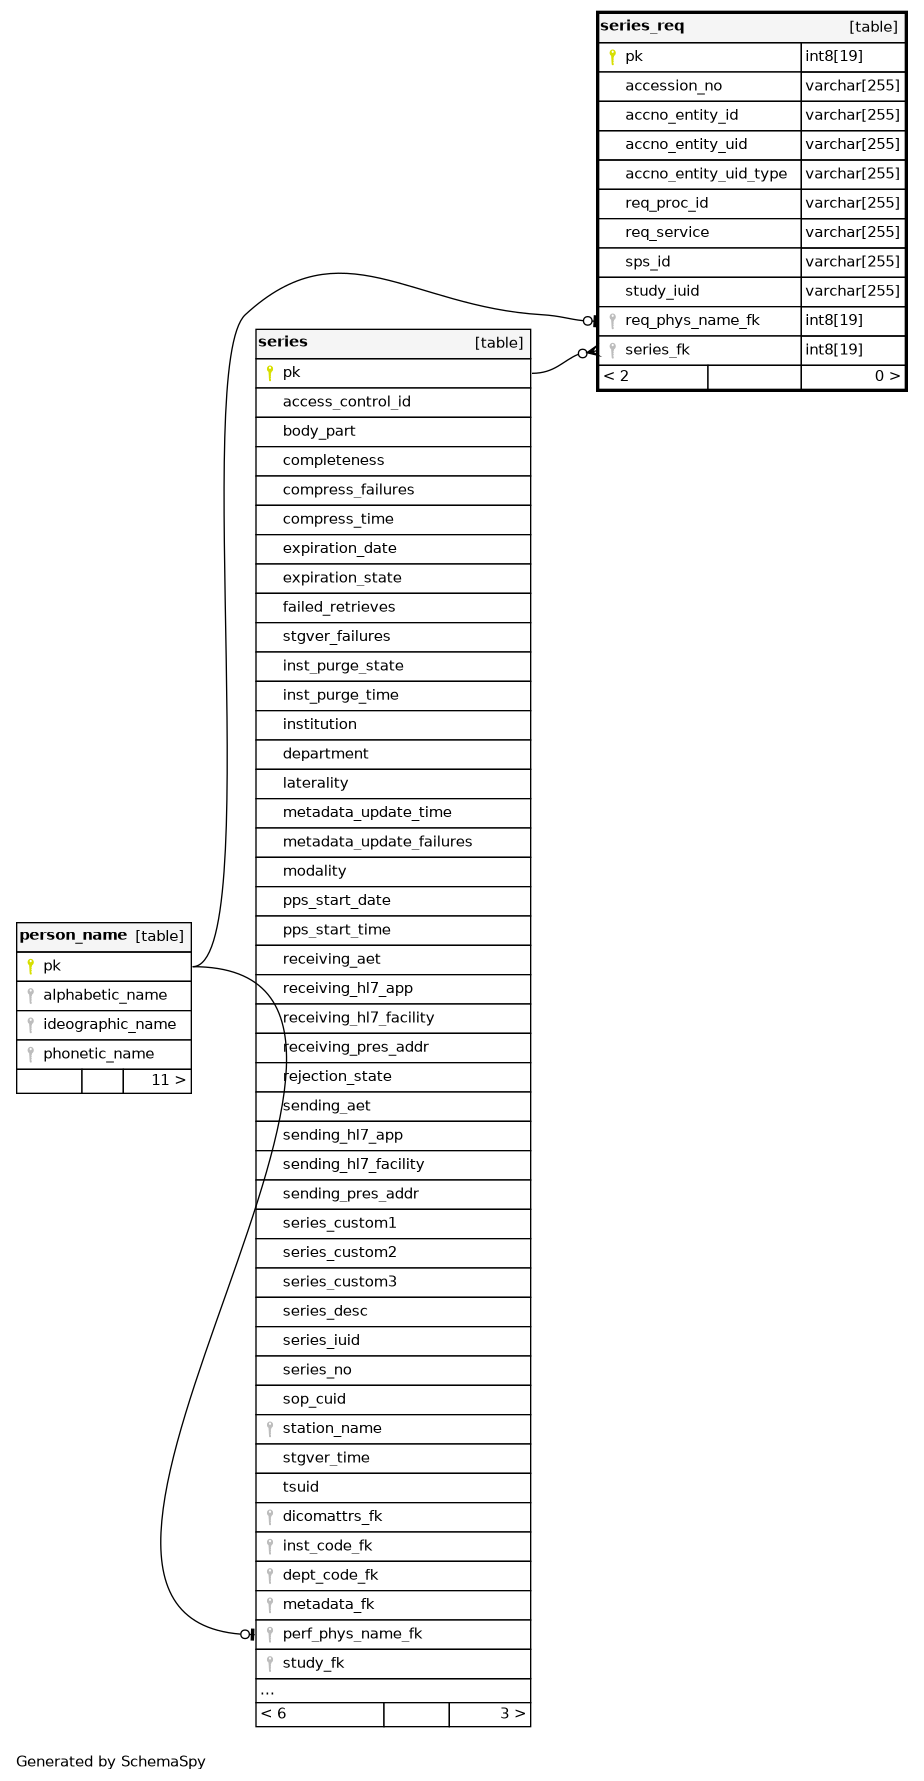 series_req [table]
pk int8[19]
accession_no varchar[255]
accno_entity_id varchar[255]
accno_entity_uid varchar[255]
accno_entity_uid_type varchar[255]
req_proc_id varchar[255]
req_service varchar[255]
sps_id varchar[255]
study_iuid varchar[255]
req_phys_name_fk int8[19]
series_fk int8[19]
< 2 0 >
series [table]
pk
access_control_id
body_part
completeness
compress_failures
compress_time
expiration_date
expiration_state
failed_retrieves
stgver_failures
inst_purge_state
inst_purge_time
institution
department
laterality
metadata_update_time
metadata_update_failures
modality
pps_start_date
pps_start_time
receiving_aet
receiving_hl7_app
receiving_hl7_facility
receiving_pres_addr
rejection_state
sending_aet
sending_hl7_app
sending_hl7_facility
sending_pres_addr
series_custom1
series_custom2
series_custom3
series_desc
series_iuid
series_no
sop_cuid
station_name
stgver_time
tsuid
dicomattrs_fk
inst_code_fk
dept_code_fk
metadata_fk
perf_phys_name_fk
study_fk
...
< 6 3 >
person_name [table]
pk
alphabetic_name
ideographic_name
phonetic_name
11 >
Generated by SchemaSpy